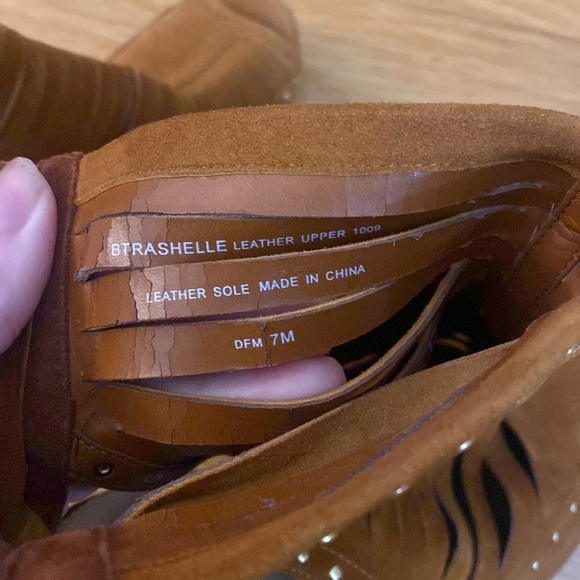 BTRASHELLE LEATHER UPPER 1009
LEATHER SOLE MADE IN CHINA
DFM 7M